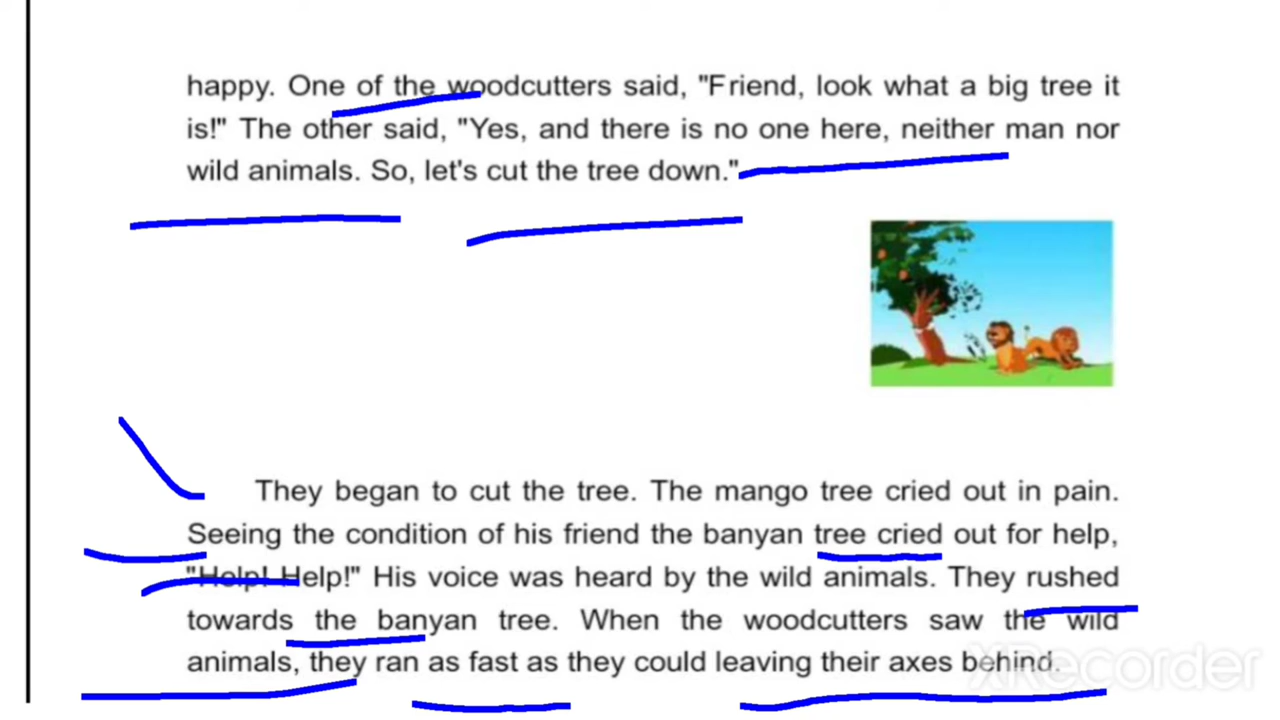 happy. One of the woodcutters said, "Friend, look what a big tree it
is!" The other said, "Yes, and there is no one here, neither man nor
wild animals. So, let's cut the tree down."
They began to cut the tree. The mango tree cried out in pain.
Seeing the condition of his friend the banyan tree cried out for help,
"Help! Help!" His voice was heard by the wild animals. They rushed
towards the banyan tree. When the woodcutters saw the wild
animals, they ran as fast as they could leaving their axes behind.
XRecorder